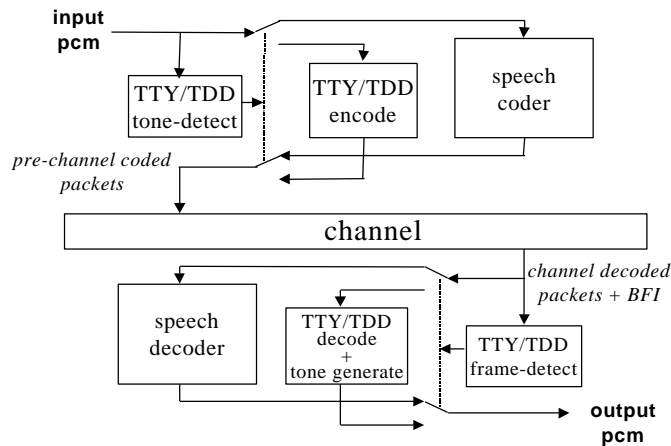 input
pcm
TTY/TDD
tone-detect
TTY/TDD
encode
speech
coder
pre-channel coded
packets
channel
channel decoded
packets + BFI
speech
decoder
TTY/TDD
decode
+
tone generate
TTY/TDD
frame-detect
output
pcm